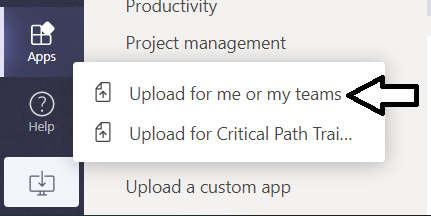 Productivity
Apps
Project management
Upload for me or my teams
Help
Upload for Critical Path Trai...
Upload a custom app